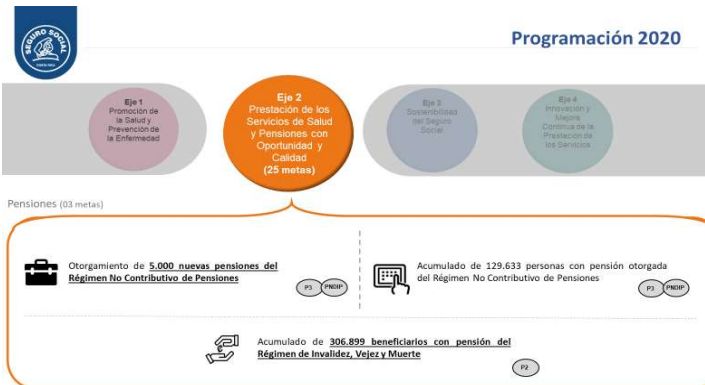 SEGURO SOCIAL
COSTA RICA
Programación 2020
Eje 1
Promoción de
la Salud y
Prevención de
la Enfermedad
Eje 2
Prestación de los
Servicios de Salud
y Pensiones con
Oportunidad y
Calidad
(25 metas)
Eje 3
Sostenibilidad
del Seguro
Social
Eje 4
Innovación y
Mejora
Continua de la
Prestación de
los Servicios
Pensiones (03 metas)
Otorgamiento de 5.000 nuevas pensiones del
Régimen No Contributivo de Pensiones
P3 PNDIP
Acumulado de 129.633 personas con pensión otorgada
del Régimen No Contributivo de Pensiones
P3 PNDIP
Acumulado de 306.899 beneficiarios con pensión del
Régimen de Invalidez, Vejez y Muerte
P2